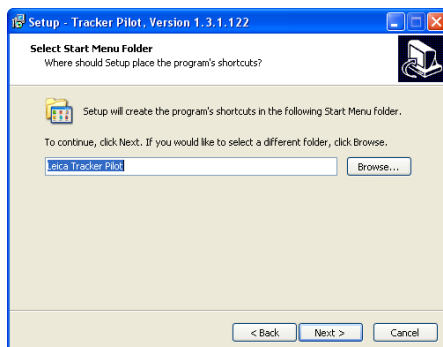 Setup - Tracker Pilot, Version 1.3.1.122
Select Start Menu Folder
Where should Setup place the program's shortcuts?
Setup will create the program's shortcuts in the following Start Menu folder.
To continue, click Next. If you would like to select a different folder, click Browse.
Leica Tracker Pilot
Browse...
< Back
Next >
Cancel